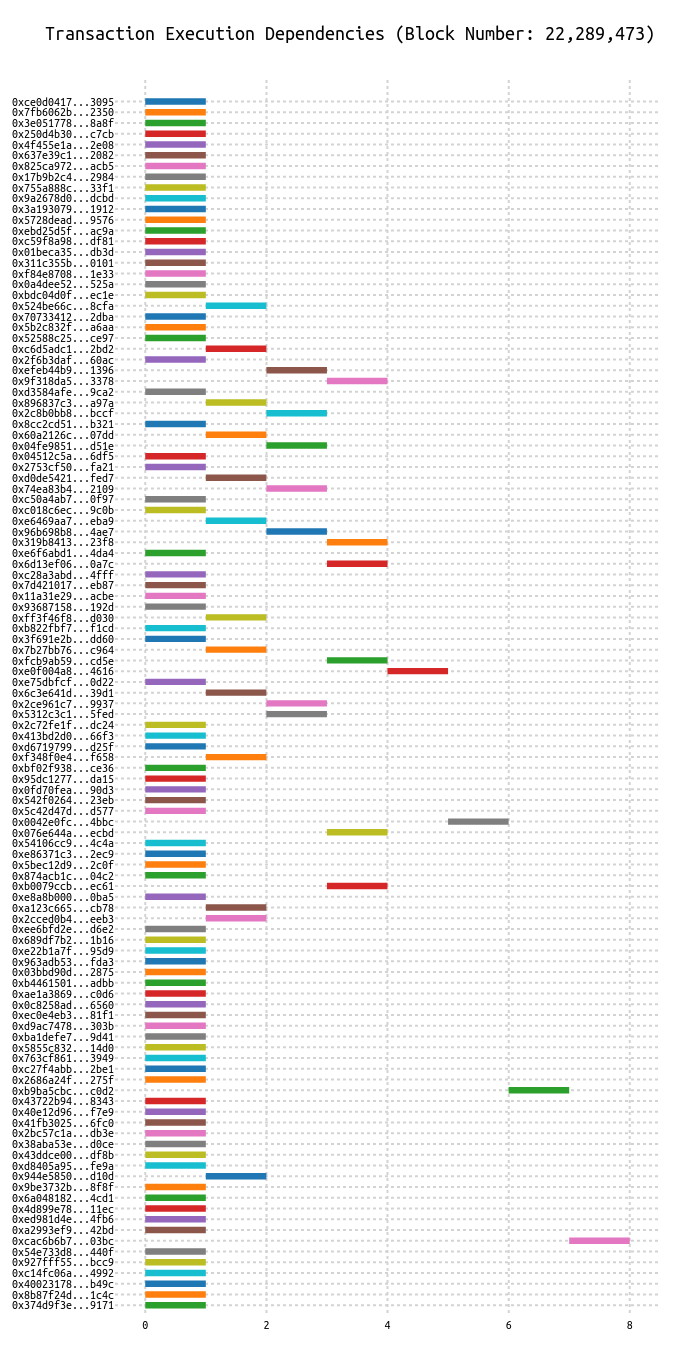 Transaction Execution Dependencies (Block Number: 22,289,473)
0xce0d0417...3095
0x7fb6062b...2350
0x3e051778...8a8f
0x250d4b30...c7cb
0x4f455e1a...2e08
0x637e39c1...2082
0x825ca972...acb5
0x17b9b2c4...2984
0x755a888c...33f1
0x9a2678d0...dcbd
0x3a193079...1912
0x5728dead...9576
0xebd25d5f...ac9a
0xc59f8a98...df81
0x01beca35...db3d
0x311c355b...0101
0xf84e8708...1e33
0x0a4dee52...525a
0xbdc04d0f...ec1e
0x524be66c...8cfa
0x70733412...2dba
0x5b2c832f...a6aa
0x52588c25...ce97
0xc6d5adc1...2bd2
0x2f6b3daf...60ac
0xefeb44b9...1396
0x9f318da5...3378
0xd3584afe...9ca2
0x896837c3...a97a
0x2c8b0bb8...bccf
0x8cc2cd51...b321
0x60a2126c...07dd
0x04fe9851...d51e
0x04512c5a...6df5
0x2753cf50...fa21
0xd0de5421...fed7
0x74ea83b4...2109
0xc50a4ab7...0f97
0xc018c6ec...9c0b
0xe6469aa7...eba9
0x96b698b8...4ae7
0x319b8413...23f8
0xe6f6abd1...4da4
0x6d13ef06...0a7c
0xc28a3abd...4fff
0x7d421017...eb87
0x11a31e29...acbe
0x93687158...192d
0xff3f46f8...d030
0xb822fbf7...f1cd
0x3f691e2b...dd60
0x7b27bb76...c964
0xfcb9ab59...cd5e
0xe0f004a8...4616
0xe75dbfcf...0d22
0x6c3e641d...39d1
0x2ce961c7...9937
0x5312c3c1...5fed
0x2c72fe1f...dc24
0x413bd2d0...66f3
0xd6719799...d25f
0xf348f0e4...f658
0xbf02f938...ce36
0x95dc1277...da15
0x0fd70fea...90d3
0x542f0264...23eb
0x5c42d47d...d577
0x0042e0fc...4bbc
0x076e644a...ecbd
0x54106cc9...4c4a
0xe86371c3...2ec9
0x5bec12d9...2c0f
0x874acb1c...04c2
0xb0079ccb...ec61
0xe8a8b000...0ba5
0xa123c665...cb78
0x2cced0b4...eeb3
0xee6bfd2e...d6e2
0x689df7b2...1b16
0xe22b1a7f...95d9
0x963adb53...fda3
0x03bbd90d...2875
0xb4461501...adbb
0xae1a3869...c0d6
0x0c8258ad...6560
0xec0e4eb3...81f1
0xd9ac7478...303b
0xba1defe7...9d41
0x5855c832...14d0
0x763cf861...3949
0xc27f4abb...2be1
0x2686a24f...275f
0xb9ba5cbc...c0d2
0x43722b94...8343
0x40e12d96...f7e9
0x41fb3025...6fc0
0x2bc57c1a...db3e
0x38aba53e...d0ce
0x43ddce00...df8b
0xd8405a95...fe9a
0x944e5850...d10d
0x9be3732b...8f8f
0x6a048182...4cd1
0x4d899e78...11ec
0xed981d4e...4fb6
0xa2993ef9...42bd
0xcac6b6b7...03bc
0x54e733d8...440f
0x927fff55...bcc9
0xc14fc06a...4992
0x40023178...b49c
0x8b87f24d...1c4c
0x374d9f3e...9171
0 2 4 6 8